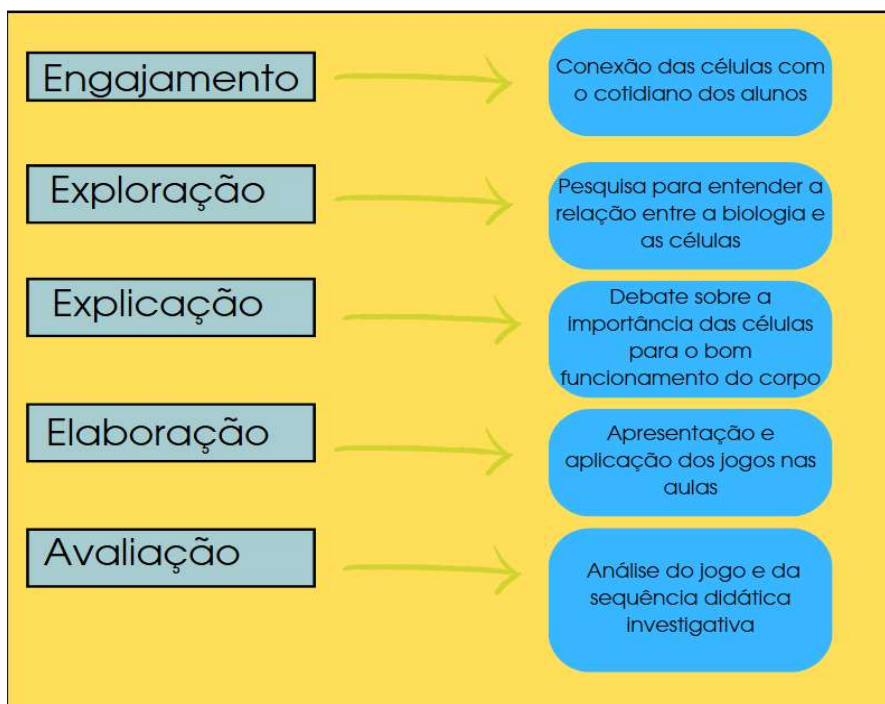 Engajamento
Conexão das células com
o cotidiano dos alunos
Exploração
Pesquisa para entender a
relação entre a biologia e
as células
Explicação
Debate sobre a
importância das células
para o bom
funcionamento do corpo
Elaboração
Apresentação e
aplicação dos jogos nas
aulas
Avaliação
Análise do jogo e da
sequência didática
investigativa